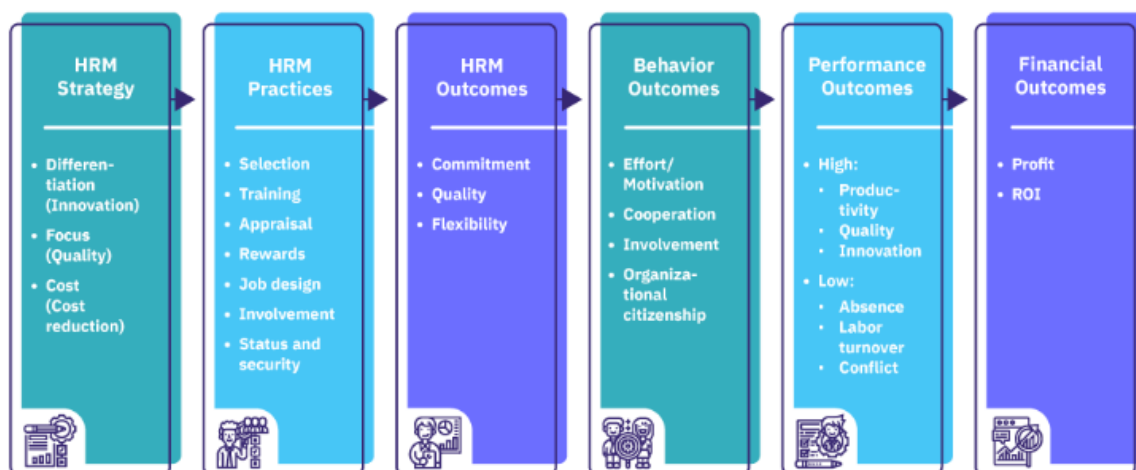 HRM
Strategy
• Differen-
tiation
(Innovation)
• Focus
(Quality)
• Cost
(Cost
reduction)
HRM
Practices
• Selection
• Training
• Appraisal
• Rewards
• Job design
• Involvement
• Status and
security
HRM
Outcomes
• Commitment
• Quality
• Flexibility
Behavior
Outcomes
• Effort/
Motivation
• Cooperation
• Involvement
• Organiza-
tional
citizenship
Performance
Outcomes
• High:
• Produc-
tivity
• Quality
• Innovation
• Low:
• Absence
• Labor
turnover
• Conflict
Financial
Outcomes
• Profit
• ROI